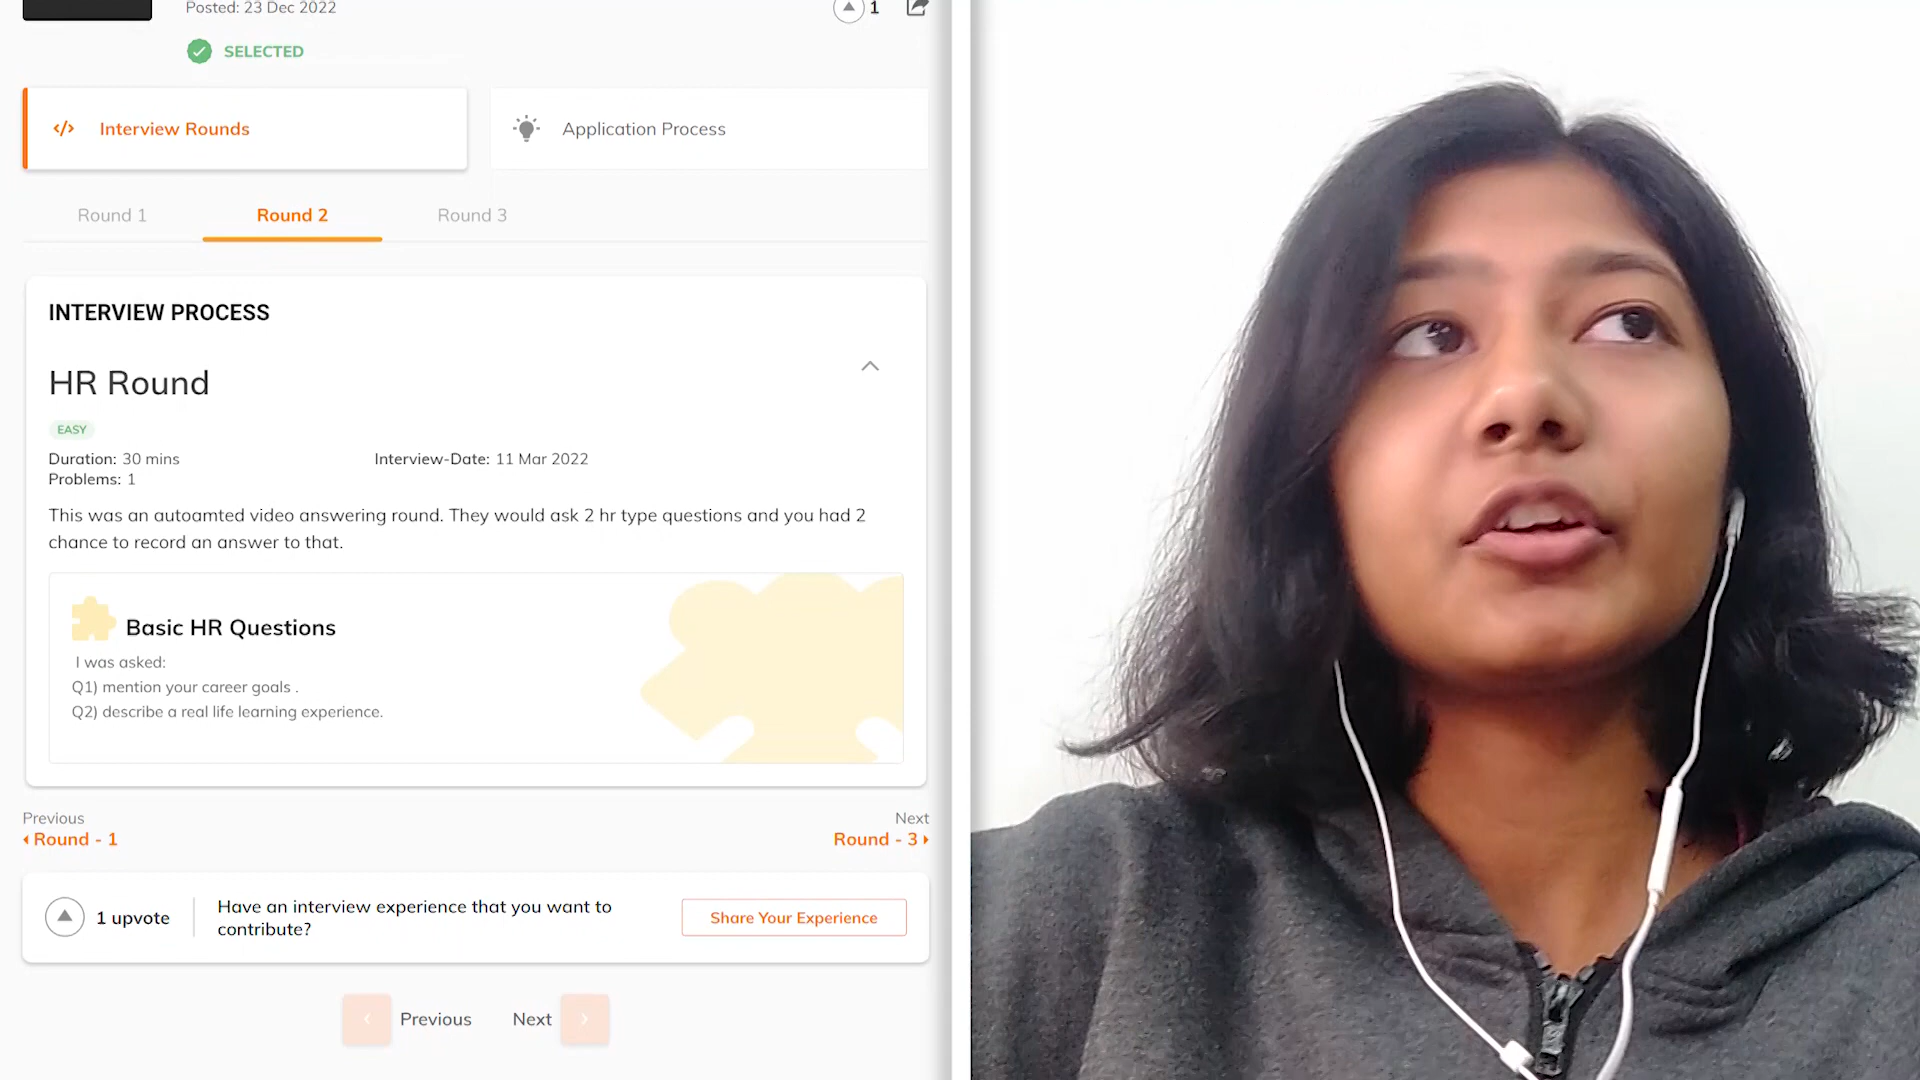 Posted: 23 Dec 2022
1
SELECTED
Interview Rounds
Application Process
Round 1
Round 2
Round 3
INTERVIEW PROCESS
HR Round
EASY
Duration: 30 mins
Interview-Date: 11 Mar 2022
Problems: 1
This was an autoamted video answering round. They would ask 2 hr type questions and you had 2
chance to record an answer to that.
Basic HR Questions
I was asked:
Q1) mention your career goals .
Q2) describe a real life learning experience.
Previous
Next
Round - 1
Round - 3
1 upvote
Have an interview experience that you want to
contribute?
Share Your Experience
Previous
Next